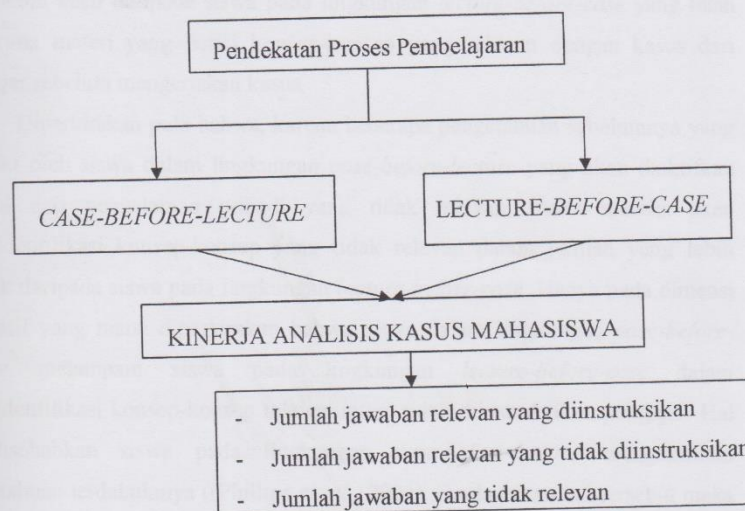 Pendekatan Proses Pembelajaran
CASE-BEFORE-LECTURE
LECTURE-BEFORE-CASE
KINERJA ANALISIS KASUS MAHASISWA
- Jumlah jawaban relevan yang diinstruksikan
- Jumlah jawaban relevan yang tidak diinstruksikan
- Jumlah jawaban yang tidak relevan